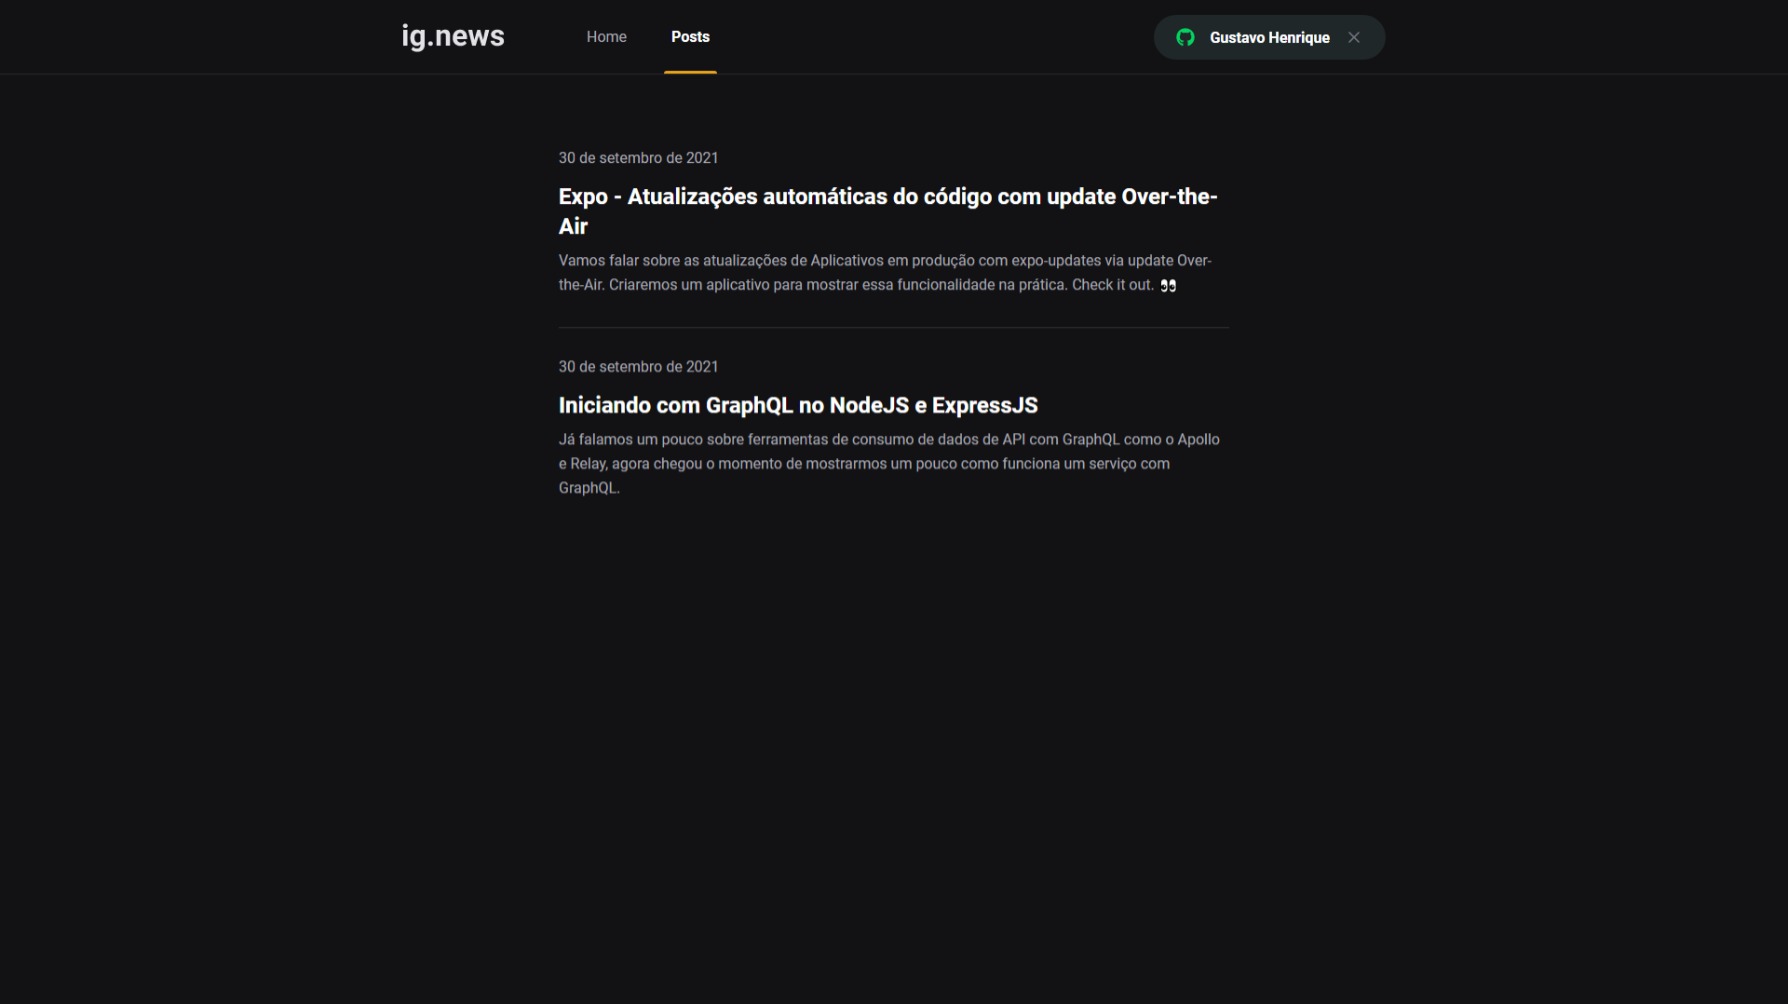 ig.news
Home
Posts
Gustavo Henrique
30 de setembro de 2021
Expo - Atualizações automáticas do código com update Over-the-
Air
Vamos falar sobre as atualizações de Aplicativos em produção com expo-updates via update Over-
the-Air. Criaremos um aplicativo para mostrar essa funcionalidade na prática. Check it out. 👀
30 de setembro de 2021
Iniciando com GraphQL no NodeJS e ExpressJS
Já falamos um pouco sobre ferramentas de consumo de dados de API com GraphQL como o Apollo
e Relay, agora chegou o momento de mostrarmos um pouco como funciona um serviço com
GraphQL.